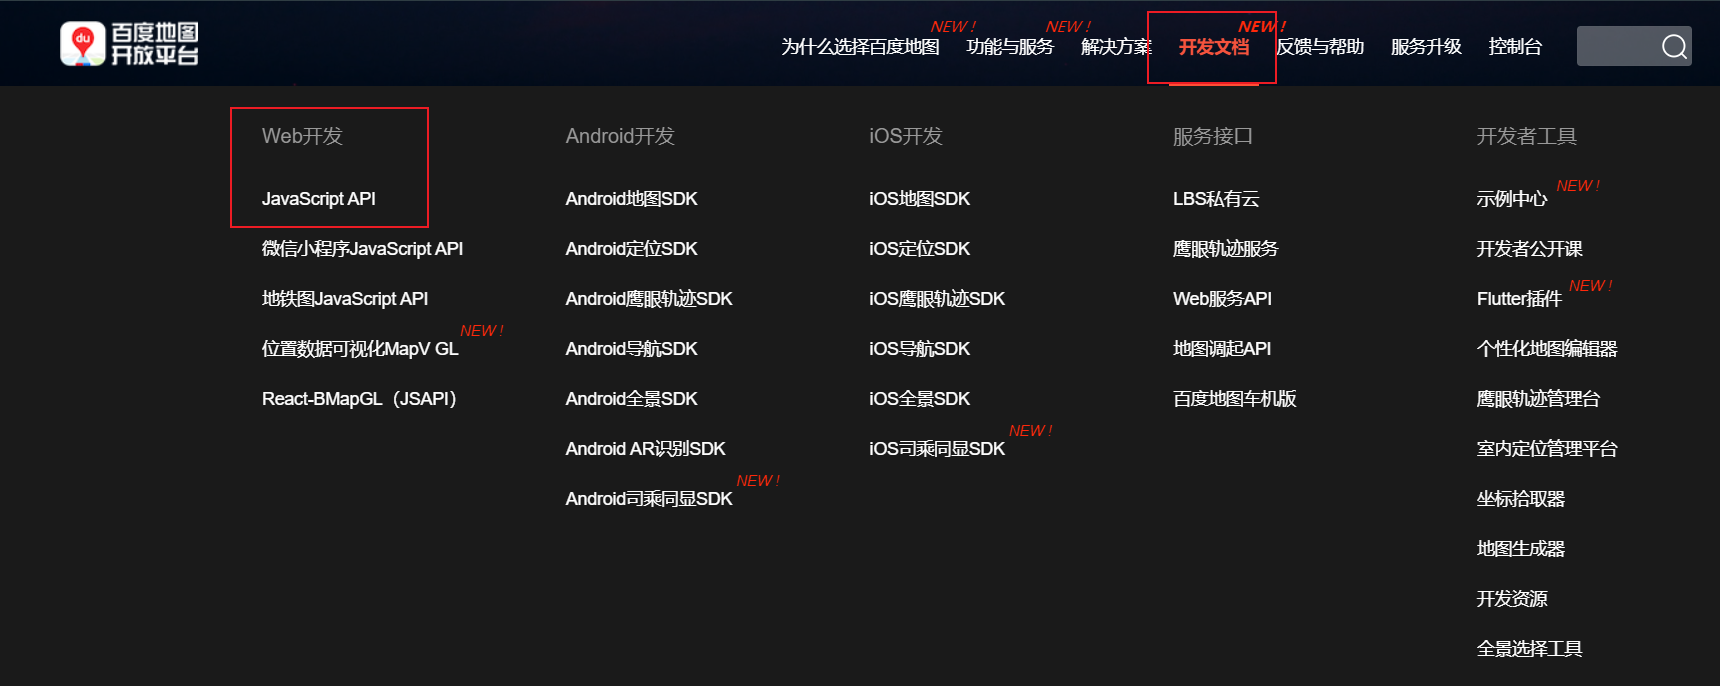 du
百度地图
开放平台
为什么选择百度地图
NEW !
功能与服务
NEW !
解决方案
开发文档
NEW !
反馈与帮助
服务升级
控制台
Web开发
JavaScript API
微信小程序JavaScript API
地铁图JavaScript API
位置数据可视化MapV GL
NEW !
React-BMapGL（JSAPI）
Android开发
Android地图SDK
Android定位SDK
Android鹰眼轨迹SDK
Android导航SDK
Android全景SDK
Android AR识别SDK
Android司乘同显SDK
NEW !
iOS开发
iOS地图SDK
iOS定位SDK
iOS鹰眼轨迹SDK
iOS导航SDK
iOS全景SDK
iOS司乘同显SDK
NEW !
服务接口
LBS私有云
鹰眼轨迹服务
Web服务API
地图调起API
百度地图车机版
开发者工具
示例中心
NEW !
开发者公开课
Flutter插件
NEW !
个性化地图编辑器
鹰眼轨迹管理台
室内定位管理平台
坐标拾取器
地图生成器
开发资源
全景选择工具